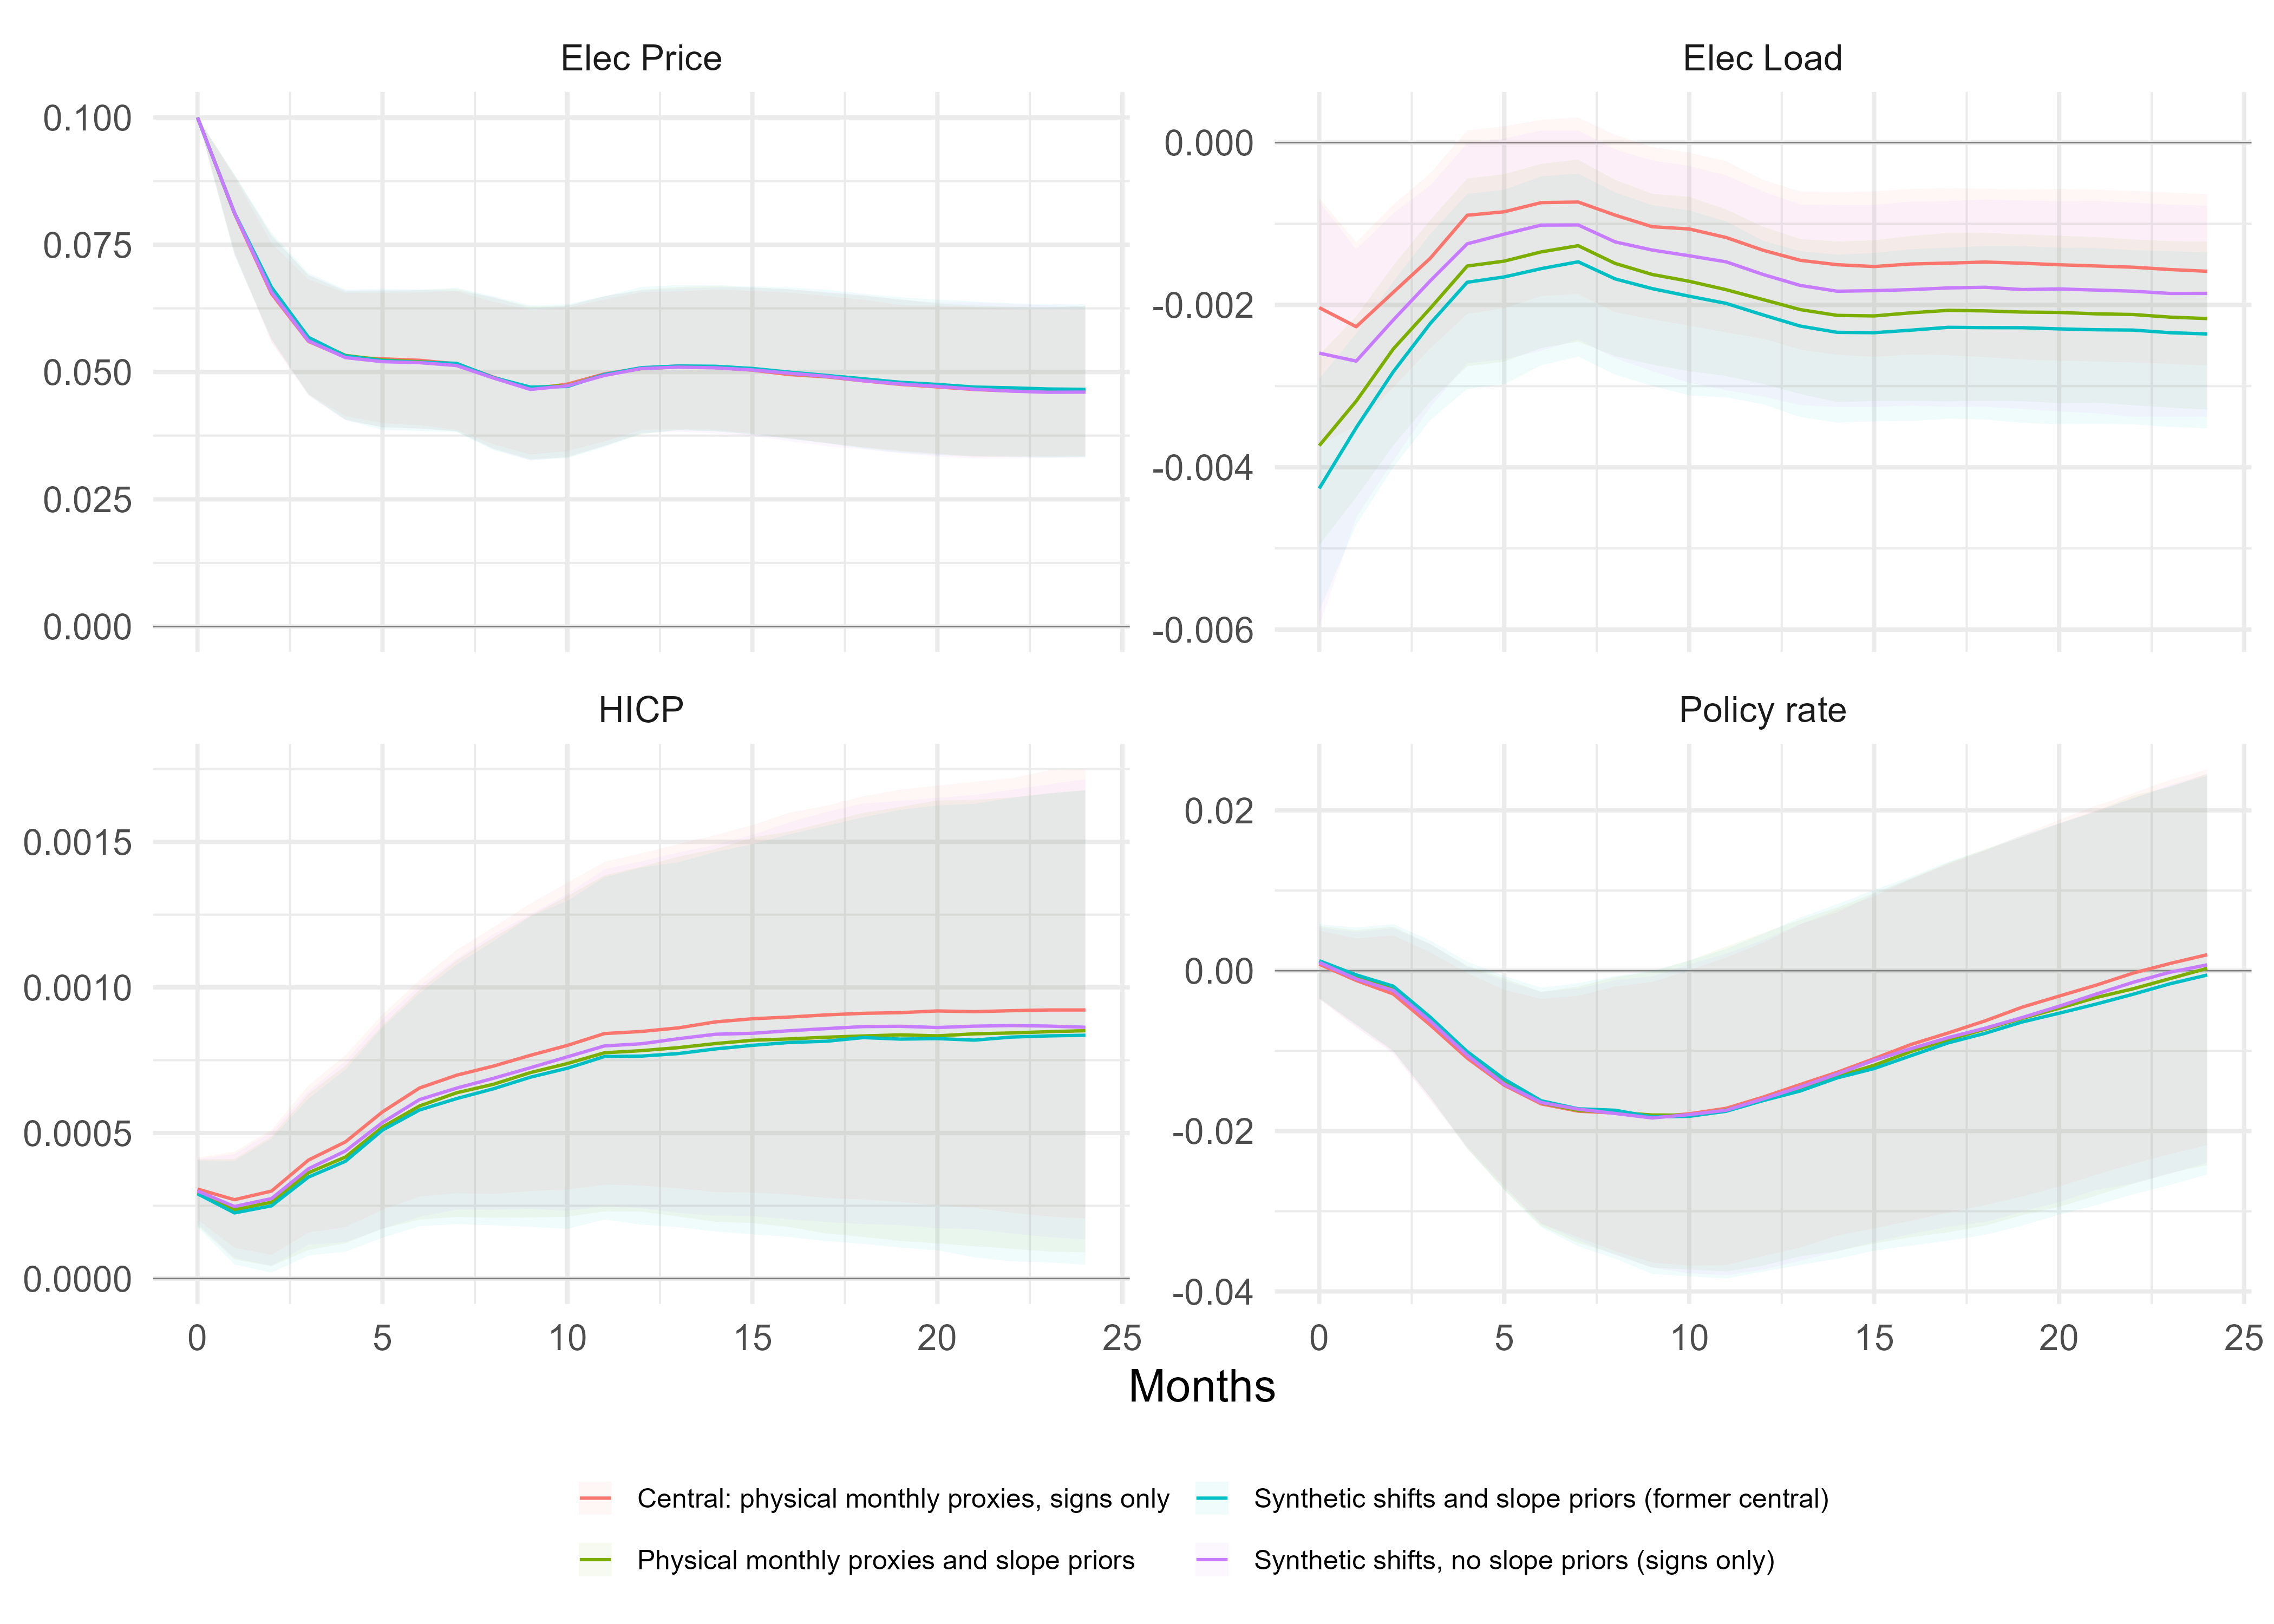 Elec Price
Elec Load
0.100
0.075
0.050
0.025
0.000
0.000
-0.002
-0.004
-0.006
HICP
Policy rate
0.0015
0.0010
0.0005
0.0000
0.02
0.00
-0.02
-0.04
0 5 10 15 20 25
0 5 10 15 20 25
Months
Central: physical monthly proxies, signs only
Synthetic shifts and slope priors (former central)
Physical monthly proxies and slope priors
Synthetic shifts, no slope priors (signs only)